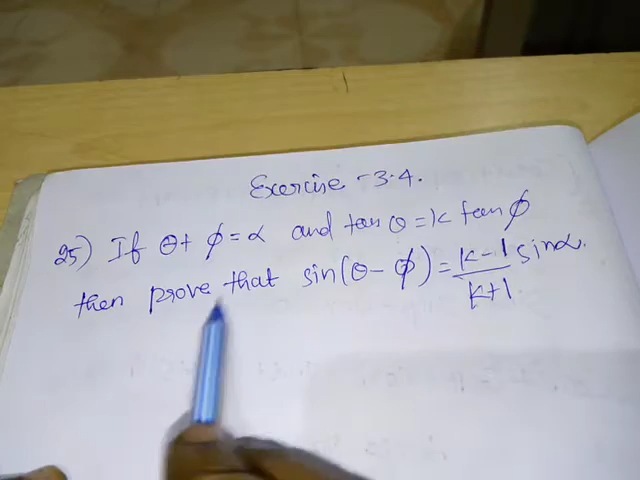 Exercise - 3.4.
25) If θ + φ = α and tan θ = k tan φ
then prove that sin(θ - φ) = k-1/k+1 sin α.